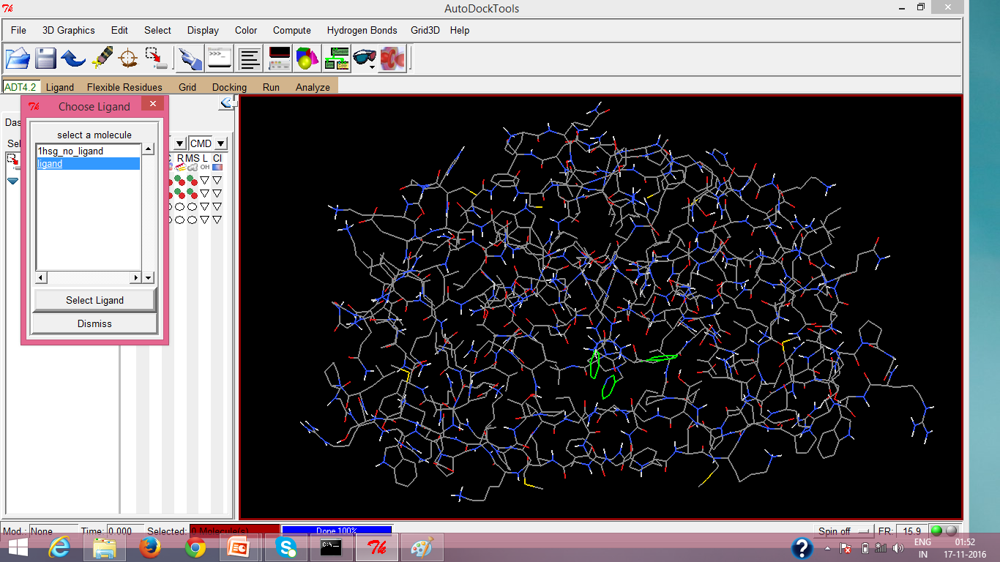 AutoDockTools
File 3D Graphics Edit Select Display Color Compute Hydrogen Bonds Grid3D Help
>>>_
ADT4.2 Ligand Flexible Residues Grid Docking Run Analyze
Choose Ligand
Das
select a molecule
Sel
CMD
1hsg_no_ligand
ligand
C R MS L Cl
OH
Select Ligand
Dismiss
Mod.: None Time: 0.000 Selected: 0 Molecule(s) Done 100% Spin off FR: 15.9
C:\_
ENG
IN
01:52
17-11-2016